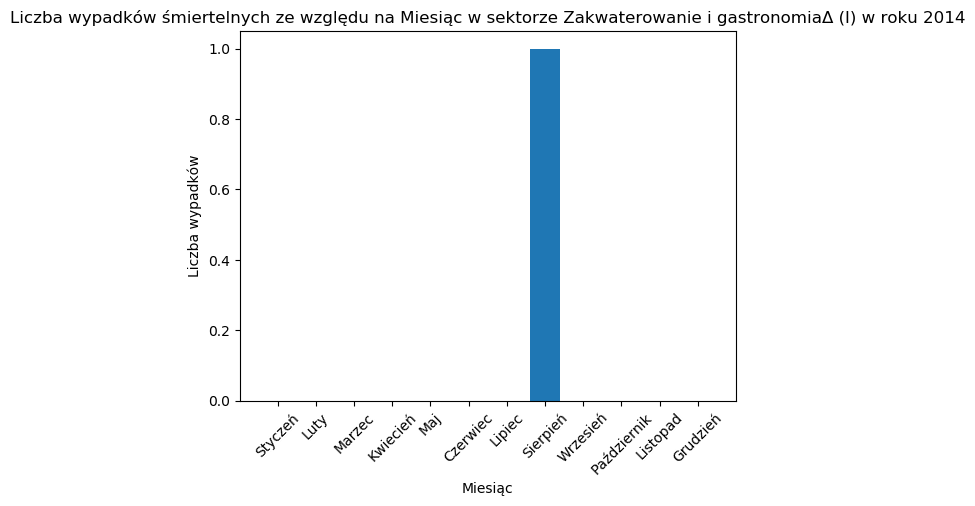 Liczba wypadków śmiertelnych ze względu na Miesiąc w sektorze Zakwaterowanie i gastronomiaΔ (I) w roku 2014
1.0
0.8
0.6
0.4
0.2
0.0
Liczba wypadków
Styczeń
Luty
Marzec
Kwiecień
Maj
Czerwiec
Lipiec
Sierpień
Wrzesień
Październik
Listopad
Grudzień
Miesiąc